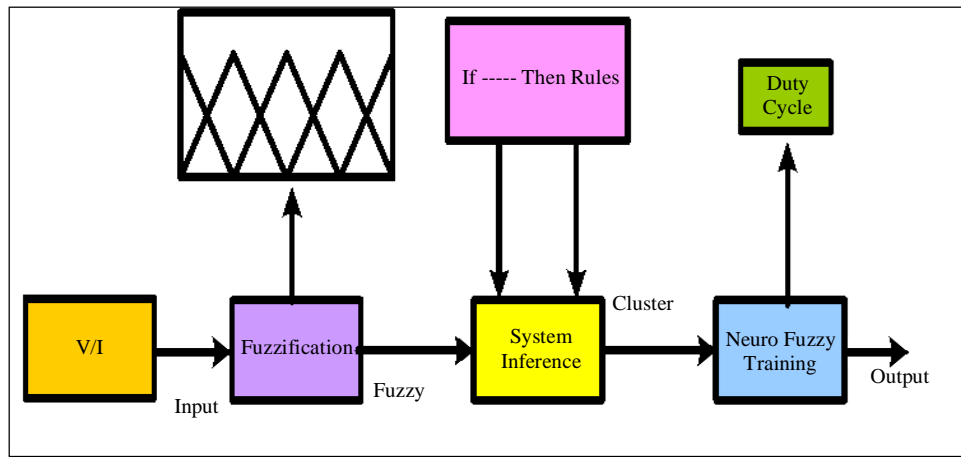 If ----- Then Rules
Duty
Cycle
V/I
Input
Fuzzification
Fuzzy
System
Inference
Cluster
Neuro Fuzzy
Training
Output